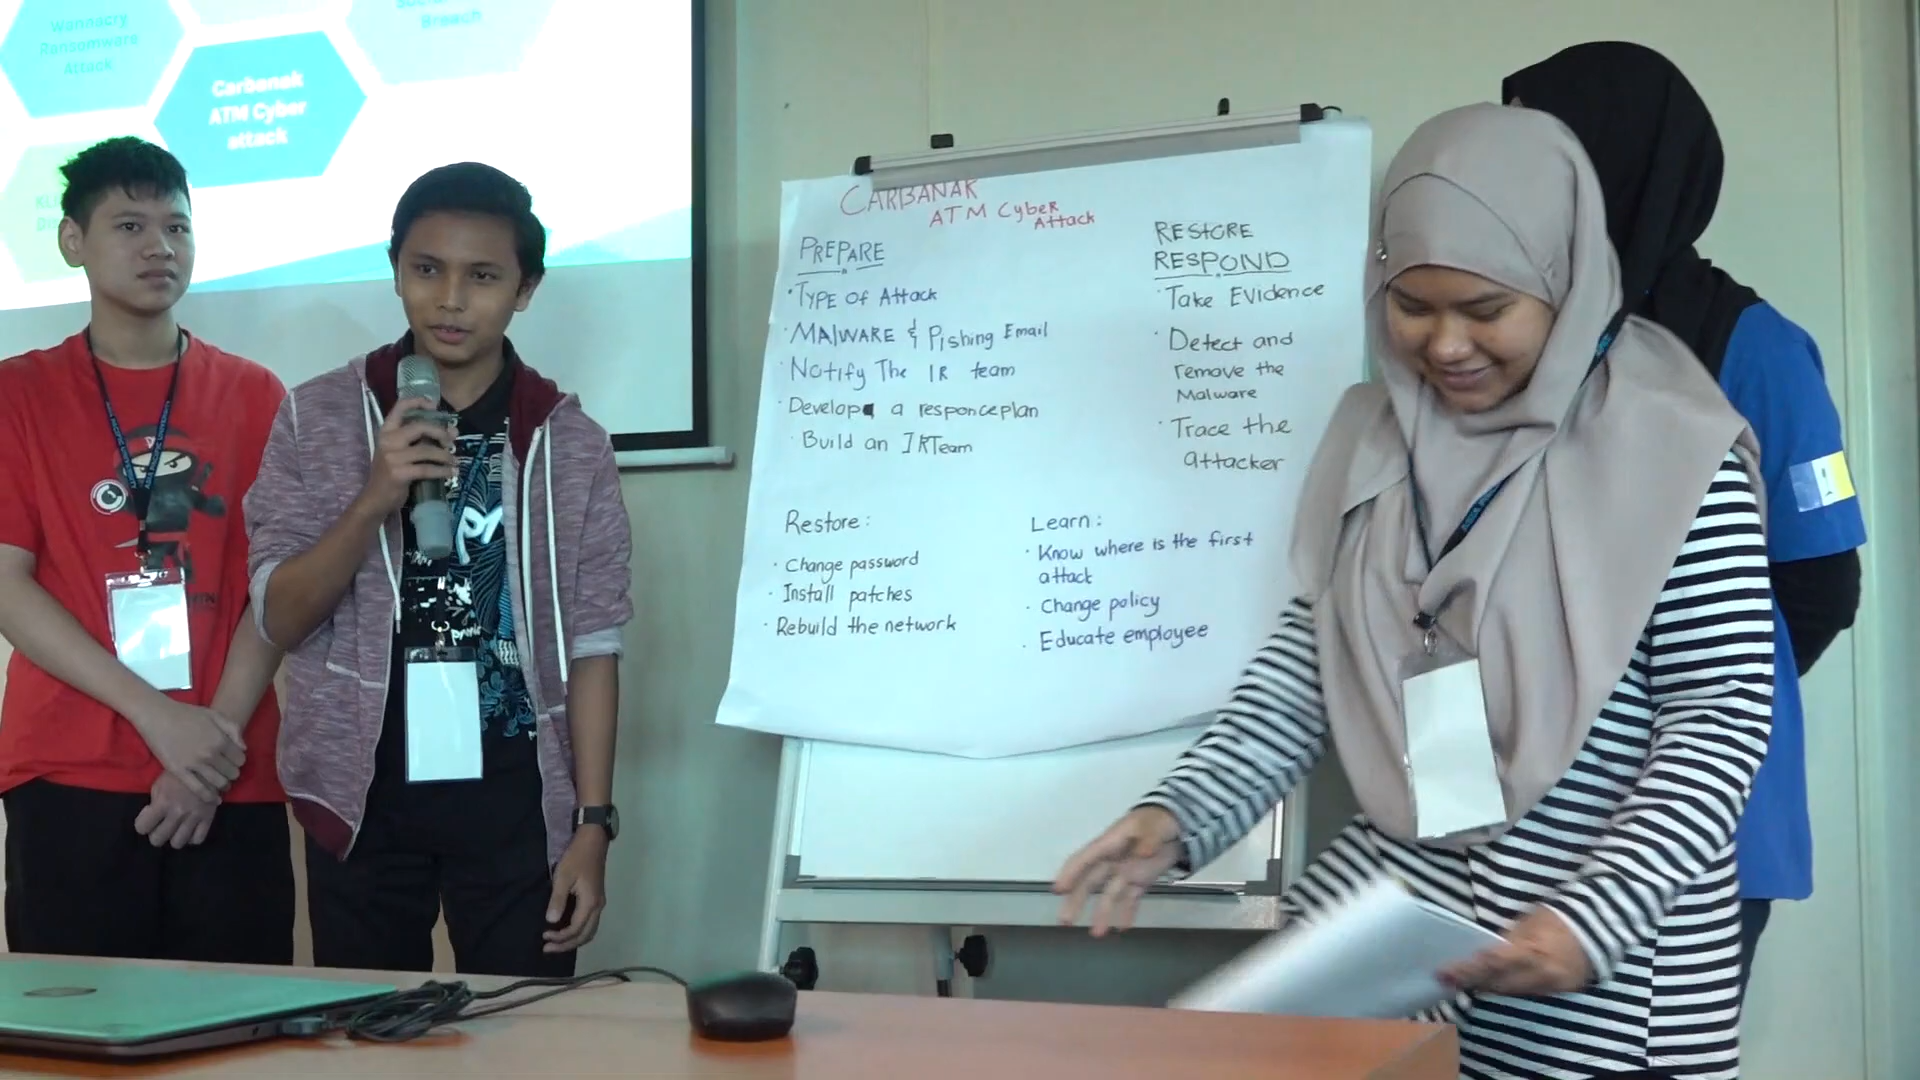 Wannacry
Ransomware
Attack
Breach
Carbanak
ATM Cyber
attack
CARBANAK
ATM CybeR
Attack
PREPARE
TYPE OF Attack
MALWARE & Pishing Email
Notify The IR team
Develop a responceplan
Build an IRTeam
REStORE
RESPOND
Take Evidence
Detect and
remove the
Malware
Trace the
attacker
Restore:
Change password
Install patches
Rebuild the network
Learn:
Know where is the first
attack
Change policy
Educate employee